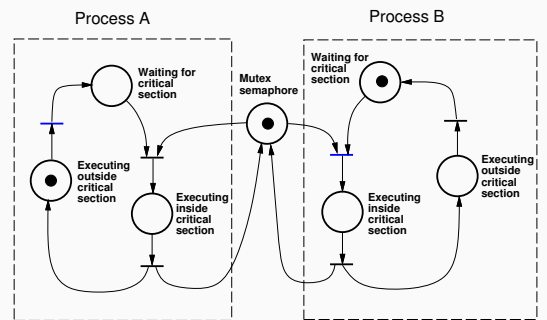 Process A
Process B
Waiting for
critical
section
Mutex
semaphore
Waiting for
critical
section
Executing
outside
critical
section
Executing
inside
critical
section
Executing
inside
critical
section
Executing
outside
critical
section